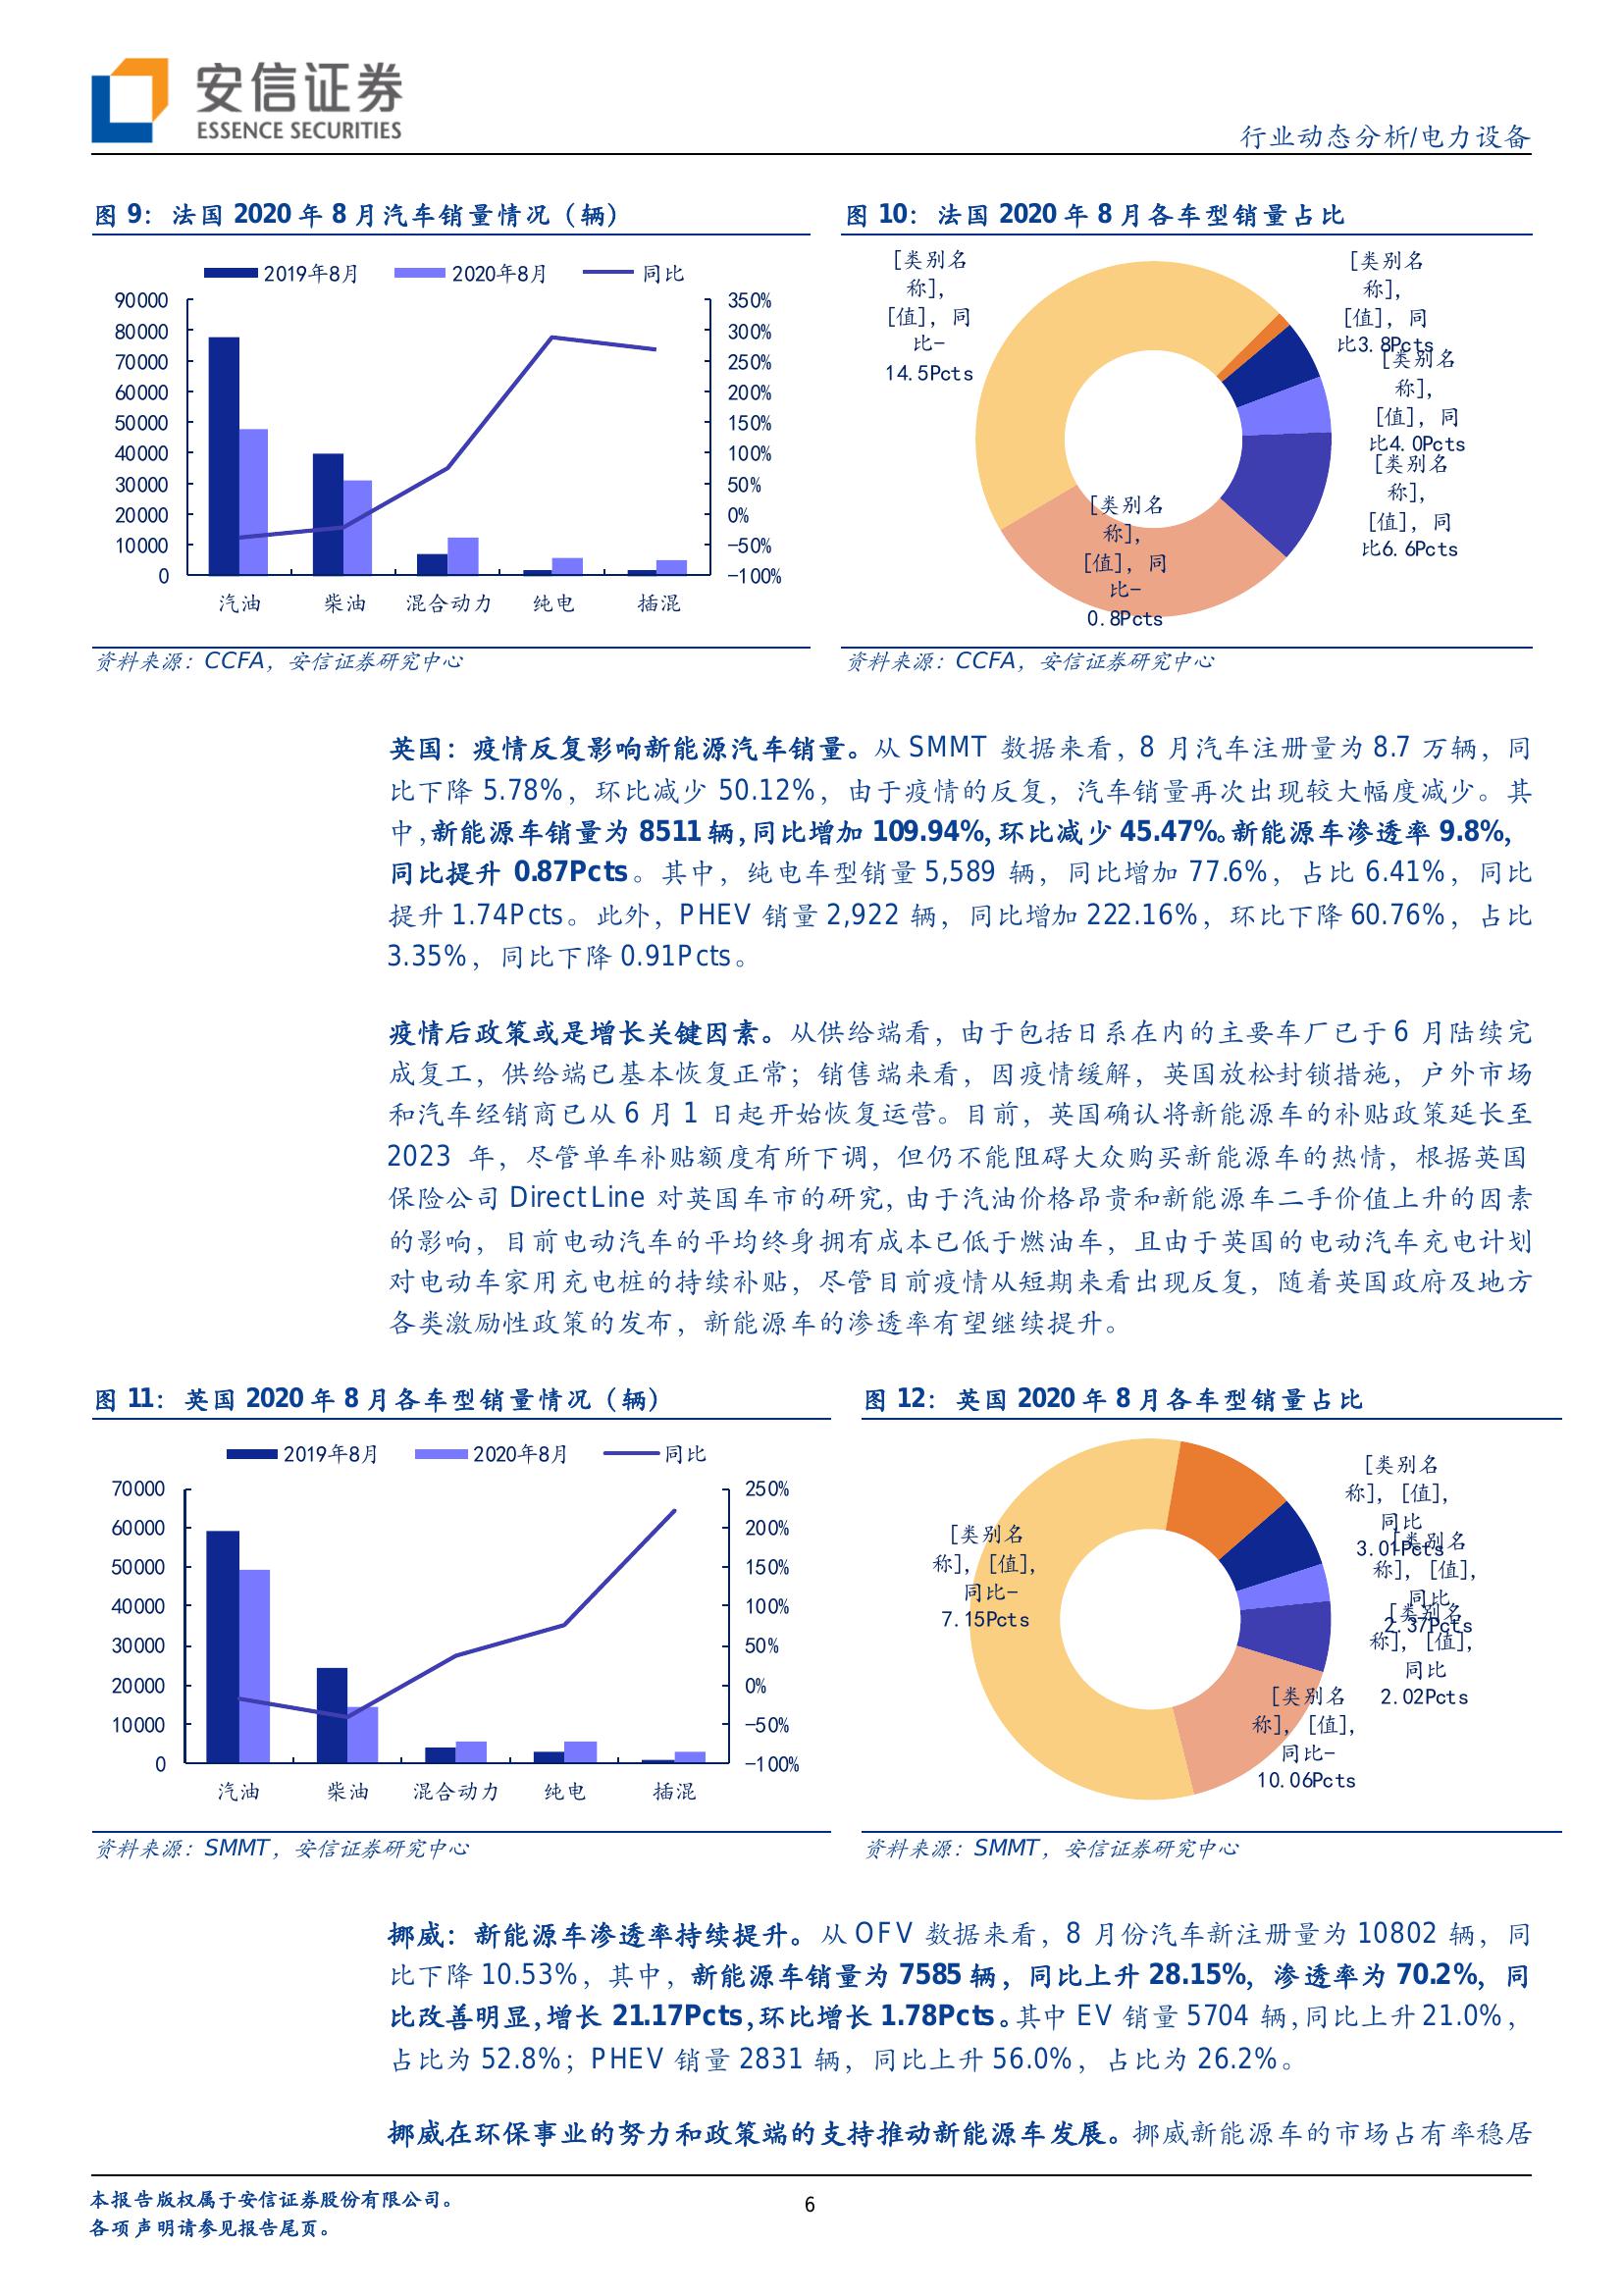 安信证券
ESSENCE SECURITIES
行业动态分析/电力设备
图 9：法国 2020 年 8 月汽车销量情况（辆）
2019年8月 2020年8月 同比
90000
80000
70000
60000
50000
40000
30000
20000
10000
0
350%
300%
250%
200%
150%
100%
50%
0%
-50%
-100%
汽油 柴油 混合动力 纯电 插混
资料来源：CCFA，安信证券研究中心
图 10：法国 2020 年 8 月各车型销量占比
[类别名
称],
[值]，同
比-
14.5Pcts
[类别名
称],
[值]，同
比3.8Pcts
[类别名
称],
[值]，同
比4.0Pcts
[类别名
称],
[值]，同
比6.6Pcts
[类别名
称],
[值]，同
比-
0.8Pcts
资料来源：CCFA，安信证券研究中心
英国：疫情反复影响新能源汽车销量。从 SMMT 数据来看，8 月汽车注册量为 8.7 万辆，同
比下降 5.78%，环比减少 50.12%，由于疫情的反复，汽车销量再次出现较大幅度减少。其
中，新能源车销量为 8511 辆，同比增加 109.94%，环比减少 45.47%。新能源车渗透率 9.8%，
同比提升 0.87Pcts。其中，纯电车型销量 5,589 辆，同比增加 77.6%，占比 6.41%，同比
提升 1.74Pcts。此外，PHEV 销量 2,922 辆，同比增加 222.16%，环比下降 60.76%，占比
3.35%，同比下降 0.91Pcts。
疫情后政策或是增长关键因素。从供给端看，由于包括日系在内的主要车厂已于 6 月陆续完
成复工，供给端已基本恢复正常；销售端来看，因疫情缓解，英国放松封锁措施，户外市场
和汽车经销商已从 6 月 1 日起开始恢复运营。目前，英国确认将新能源车的补贴政策延长至
2023 年，尽管单车补贴额度有所下调，但仍不能阻碍大众购买新能源车的热情，根据英国
保险公司 Direct Line 对英国车市的研究，由于汽油价格昂贵和新能源车二手价值上升的因素
的影响，目前电动汽车的平均终身拥有成本已低于燃油车，且由于英国的电动汽车充电计划
对电动车家用充电桩的持续补贴，尽管目前疫情从短期来看出现反复，随着英国政府及地方
各类激励性政策的发布，新能源车的渗透率有望继续提升。
图 11：英国 2020 年 8 月各车型销量情况（辆）
2019年8月 2020年8月 同比
70000
60000
50000
40000
30000
20000
10000
0
250%
200%
150%
100%
50%
0%
-50%
-100%
汽油 柴油 混合动力 纯电 插混
资料来源：SMMT，安信证券研究中心
图 12：英国 2020 年 8 月各车型销量占比
[类别名
称]，[值],
同比-
7.15Pcts
[类别名
称]，[值],
同比
3.01Pcts
[类别名
称]，[值],
同比
2.37Pcts
[类别名
称]，[值],
同比
2.02Pcts
[类别名
称]，[值],
同比-
10.06Pcts
资料来源：SMMT，安信证券研究中心
挪威：新能源车渗透率持续提升。从 OFV 数据来看，8 月份汽车新注册量为 10802 辆，同
比下降 10.53%，其中，新能源车销量为 7585 辆，同比上升 28.15%，渗透率为 70.2%，同
比改善明显，增长 21.17Pcts，环比增长 1.78Pcts。其中 EV 销量 5704 辆，同比上升 21.0%，
占比为 52.8%；PHEV 销量 2831 辆，同比上升 56.0%，占比为 26.2%。
挪威在环保事业的努力和政策端的支持推动新能源车发展。挪威新能源车的市场占有率稳居
本报告版权属于安信证券股份有限公司。
各项声明请参见报告尾页。
6